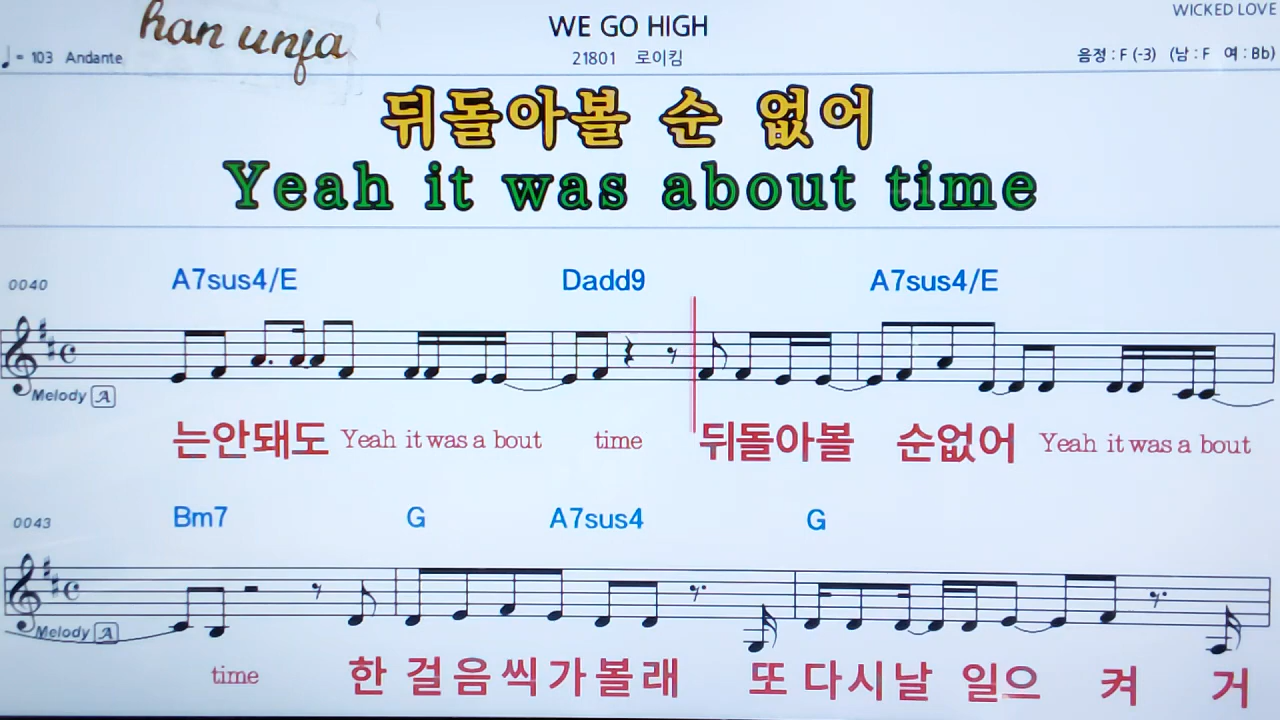 han unja
WE GO HIGH
WICKED LOVE
♩= 103 Andante
21801 로이킴
음정 : F (-3) (남 : F 여 : Bb)
뒤돌아볼 순 없어
Yeah it was about time
0040 A7sus4/E Dadd9 A7sus4/E
Melody A
는안돼도 Yeah it was a bout time 뒤돌아볼 순없어 Yeah it was a bout
0043 Bm7 G A7sus4 G
Melody A
time 한 걸음씩가볼래 또 다시날 일으 켜 거